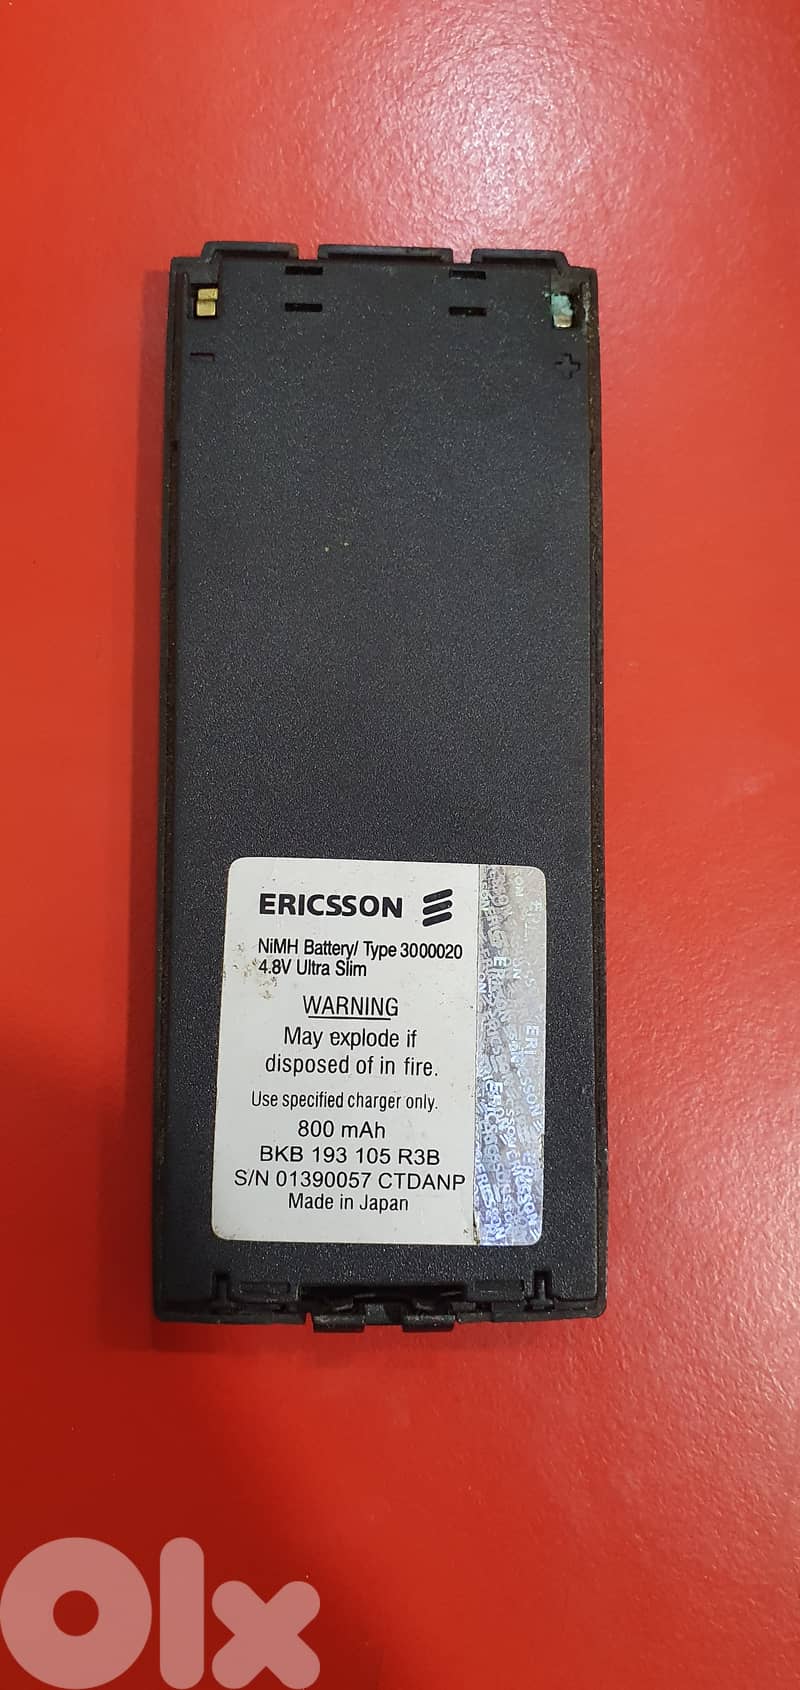 − +
ERICSSON
NiMH Battery/ Type 3000020
4.8V Ultra Slim
WARNING
May explode if
disposed of in fire.
Use specified charger only.
800 mAh
BKB 193 105 R3B
S/N 01390057 CTDANP
Made in Japan
ERICSSON
olx